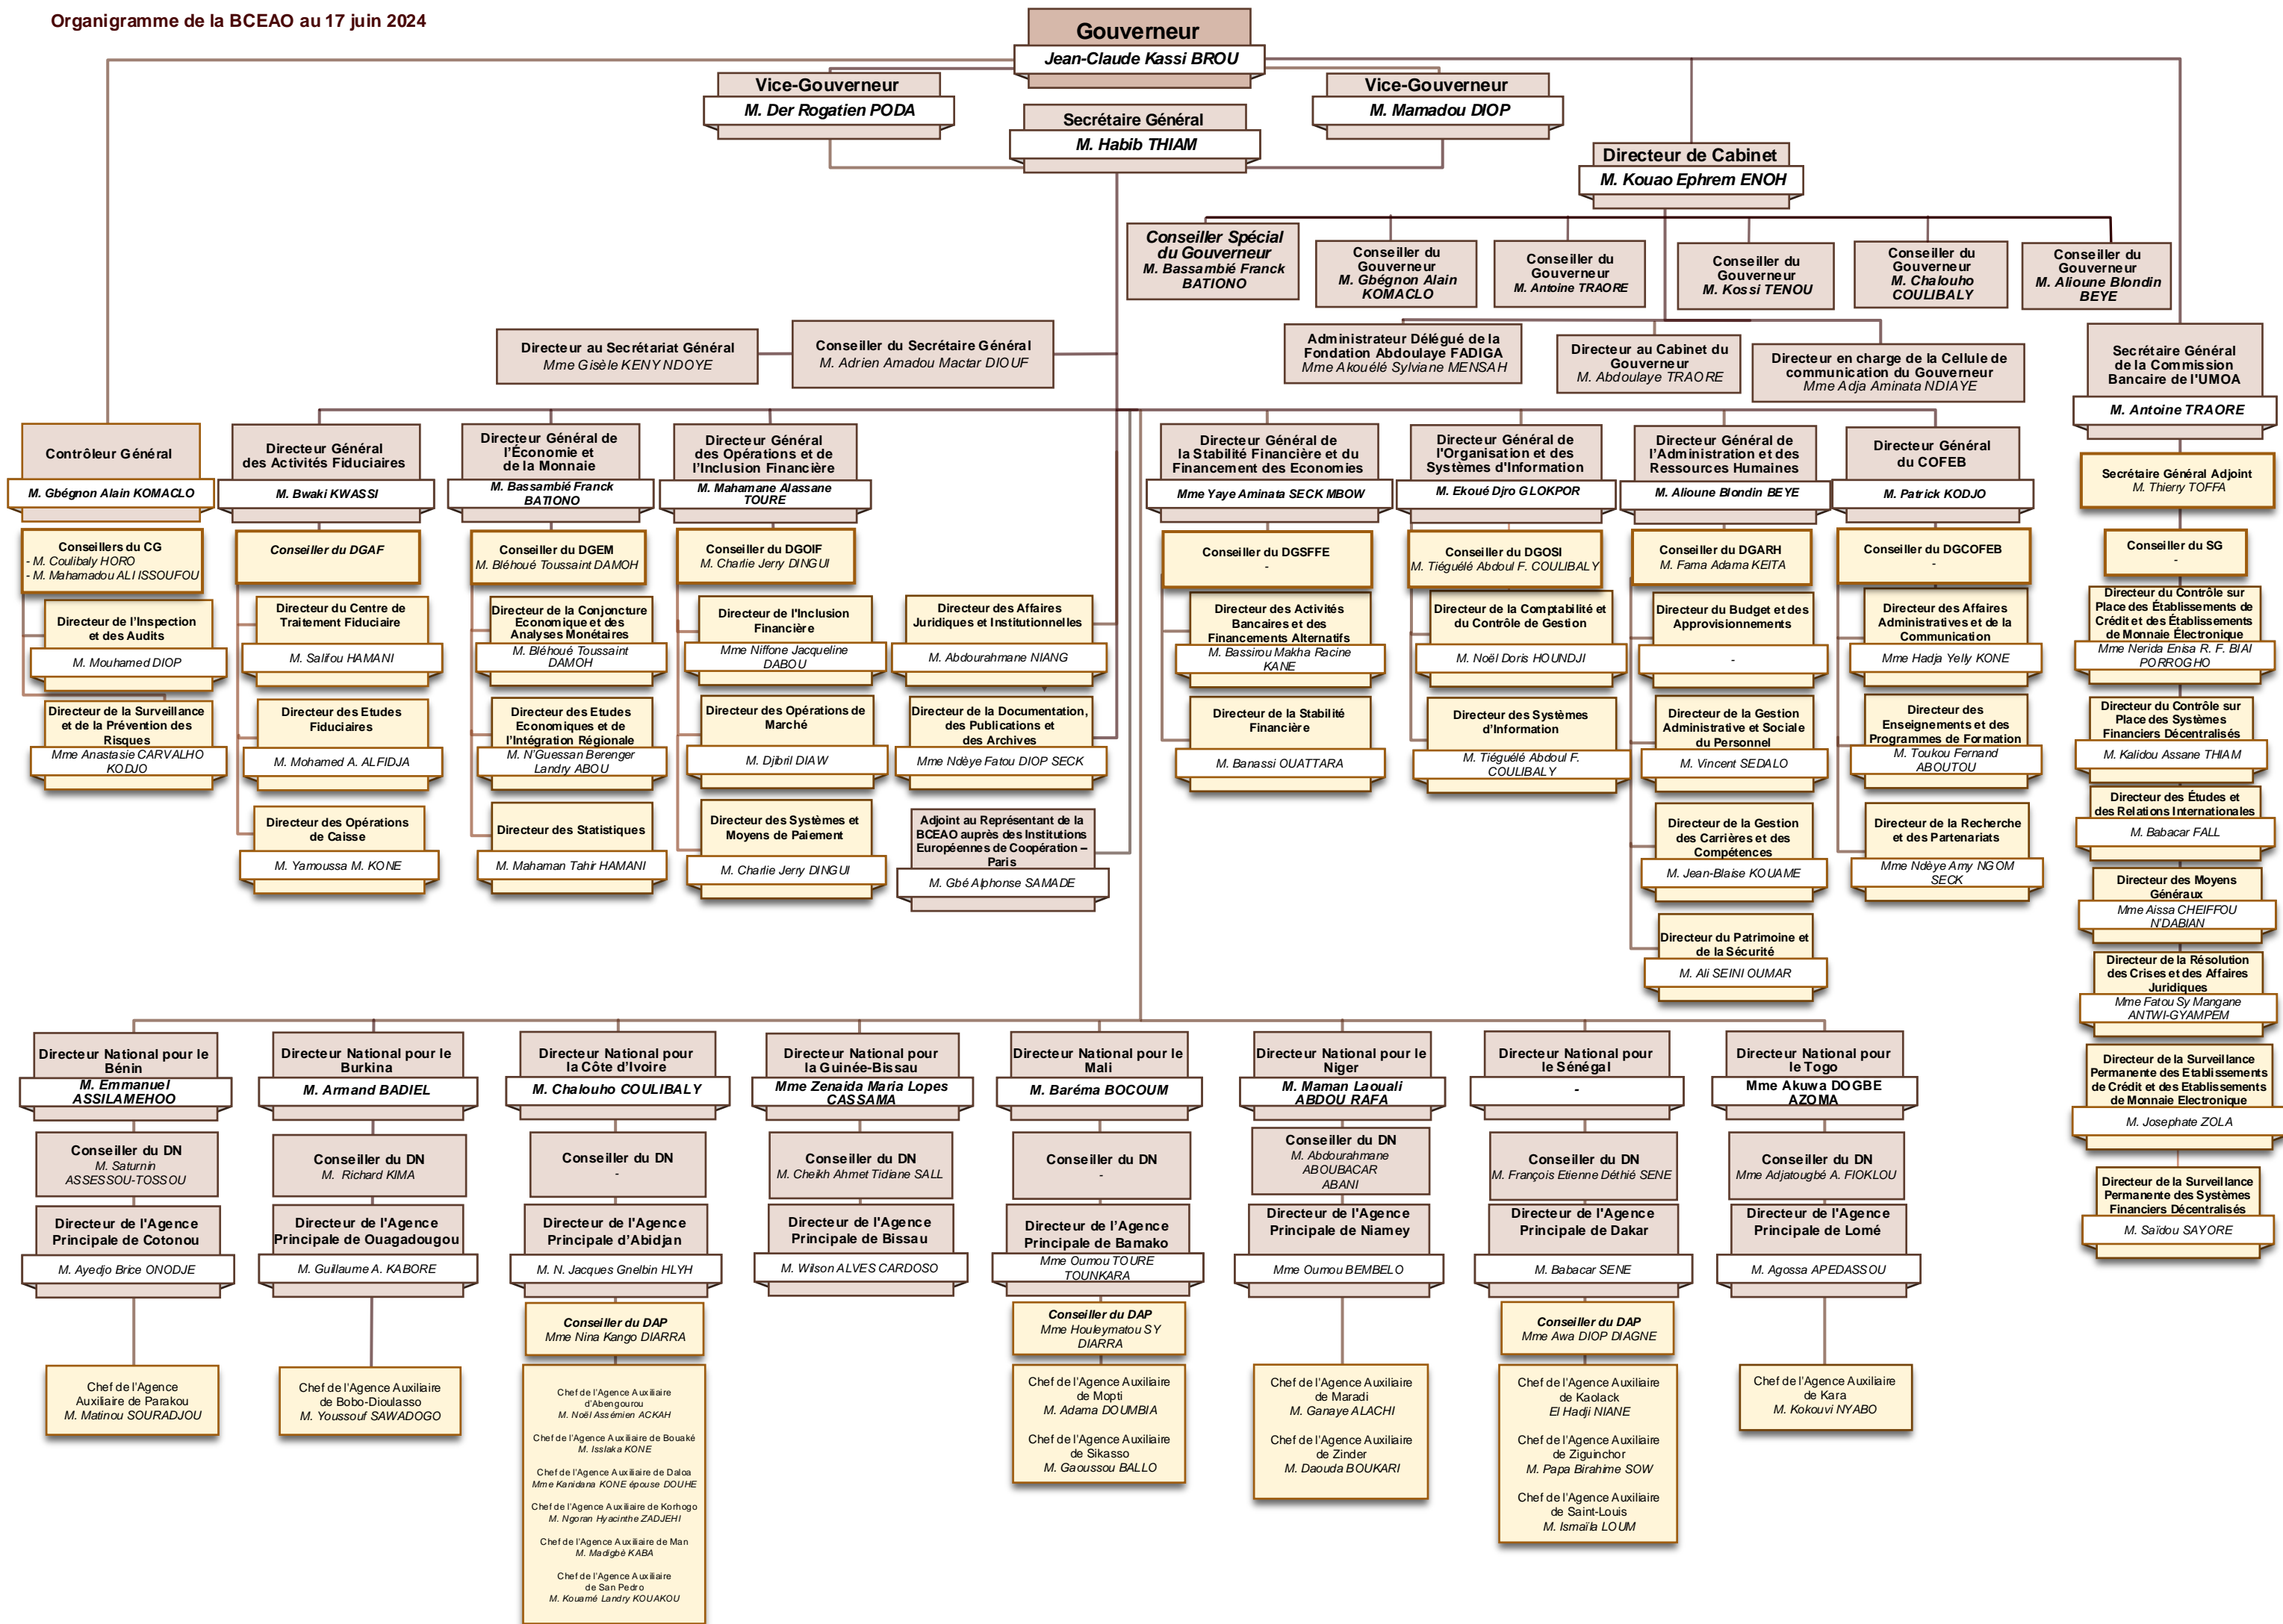 Organigramme de la BCEAO au 17 juin 2024
Gouverneur
Jean-Claude Kassi BROU
Vice-Gouverneur
M. Der Rogatien PODA
Vice-Gouverneur
M. Mamadou DIOP
Secrétaire Général
M. Habib THIAM
Directeur de Cabinet
M. Kouao Ephrem ENOH
Conseiller Spécial
du Gouverneur
M. Bassambié Franck
BATIONO
Conseiller du
Gouverneur
M. Gbégnon Alain
KOMACLO
Conseiller du
Gouverneur
M. Antoine TRAORE
Conseiller du
Gouverneur
M. Kossi TENOU
Conseiller du
Gouverneur
M. Chalouho
COULIBALY
Conseiller du
Gouverneur
M. Alioune Blondin
BEYE
Directeur au Secrétariat Général
Mme Gisèle KENY NDOYE
Conseiller du Secrétaire Général
M. Adrien Amadou Mactar DIOUF
Administrateur Délégué de la
Fondation Abdoulaye FADIGA
Mme Akouélé Sylviane MENSAH
Directeur au Cabinet du
Gouverneur
M. Abdoulaye TRAORE
Directeur en charge de la Cellule de
communication du Gouverneur
Mme Adja Aminata NDIAYE
Secrétaire Général
de la Commission
Bancaire de l'UMOA
M. Antoine TRAORE
Contrôleur Général
M. Gbégnon Alain KOMACLO
Directeur Général
des Activités Fiduciaires
M. Bwaki KWASSI
Directeur Général de
l'Économie et
de la Monnaie
M. Bassambié Franck
BATIONO
Directeur Général
des Opérations et de
l'Inclusion Financière
M. Mahamane Alassane
TOURE
Directeur Général de
la Stabilité Financière et du
Financement des Economies
Mme Yaye Aminata SECK MBOW
Directeur Général de
l'Organisation et des
Systèmes d'Information
M. Ekoué Djro GLOKPOR
Directeur Général de
l'Administration et des
Ressources Humaines
M. Alioune Blondin BEYE
Directeur Général
du COFEB
M. Patrick KODJO
Secrétaire Général Adjoint
M. Thierry TOFFA
Conseillers du CG
- M. Coulibaly HORO
- M. Mahamadou ALI ISSOUFOU
Conseiller du DGAF
Conseiller du DGEM
M. Bléhoué Toussaint DAMOH
Conseiller du DGOIF
M. Charlie Jerry DINGUI
Conseiller du DGSFFE
-
Conseiller du DGOSI
M. Tiéguélé Abdoul F. COULIBALY
Conseiller du DGARH
M. Fama Adama KEITA
Conseiller du DGCOFEB
-
Conseiller du SG
-
Directeur de l'Inspection
et des Audits
M. Mouhamed DIOP
Directeur du Centre de
Traitement Fiduciaire
M. Salifou HAMANI
Directeur de la Conjoncture
Economique et des
Analyses Monétaires
M. Bléhoué Toussaint
DAMOH
Directeur de l'Inclusion
Financière
Mme Niffone Jacqueline
DABOU
Directeur des Affaires
Juridiques et Institutionnelles
M. Abdourahmane NIANG
Directeur des Activités
Bancaires et des
Financements Alternatifs
M. Bassirou Makha Racine
KANE
Directeur de la Comptabilité et
du Contrôle de Gestion
M. Noël Doris HOUNDJI
Directeur du Budget et des
Approvisionnements
-
Directeur des Affaires
Administratives et de la
Communication
Mme Hadja Yelly KONE
Directeur du Contrôle sur
Place des Établissements de
Crédit et des Établissements
de Monnaie Électronique
Mme Nerida Enisa R. F. BIAI
PORROGHO
Directeur de la Surveillance
et de la Prévention des
Risques
Mme Anastasie CARVALHO
KODJO
Directeur des Etudes
Fiduciaires
M. Mohamed A. ALFIDJA
Directeur des Etudes
Economiques et de
l'Intégration Régionale
M. N'Guessan Berenger
Landry ABOU
Directeur des Opérations de
Marché
M. Djibril DIAW
Directeur de la Documentation,
des Publications et
des Archives
Mme Ndèye Fatou DIOP SECK
Directeur de la Stabilité
Financière
M. Banassi OUATTARA
Directeur des Systèmes
d'Information
M. Tiéguélé Abdoul F.
COULIBALY
Directeur de la Gestion
Administrative et Sociale
du Personnel
M. Vincent SEDALO
Directeur des
Enseignements et des
Programmes de Formation
M. Toukou Fernand
ABOUTOU
Directeur du Contrôle sur
Place des Systèmes
Financiers Décentralisés
M. Kalidou Assane THIAM
Directeur des Opérations
de Caisse
M. Yamoussa M. KONE
Directeur des Statistiques
M. Mahaman Tahir HAMANI
Directeur des Systèmes et
Moyens de Paiement
M. Charlie Jerry DINGUI
Adjoint au Représentant de la
BCEAO auprès des Institutions
Européennes de Coopération –
Paris
M. Gbé Alphonse SAMADE
Directeur de la Gestion
des Carrières et des
Compétences
M. Jean-Blaise KOUAME
Directeur de la Recherche
et des Partenariats
Mme Ndèye Amy NGOM
SECK
Directeur des Études et
des Relations Internationales
M. Babacar FALL
Directeur des Moyens
Généraux
Mme Aissa CHEIFFOU
N'DABIAN
Directeur du Patrimoine et
de la Sécurité
M. Ali SEINI OUMAR
Directeur de la Résolution
des Crises et des Affaires
Juridiques
Mme Fatou Sy Mangane
ANTWI-GYAMPEM
Directeur de la Surveillance
Permanente des Etablissements
de Crédit et des Etablissements
de Monnaie Electronique
M. Josephate ZOLA
Directeur de la Surveillance
Permanente des Systèmes
Financiers Décentralisés
M. Saïdou SAYORE
Directeur National pour le
Bénin
M. Emmanuel
ASSILAMEHOO
Directeur National pour le
Burkina
M. Armand BADIEL
Directeur National pour
la Côte d'Ivoire
M. Chalouho COULIBALY
Directeur National pour
la Guinée-Bissau
Mme Zenaida Maria Lopes
CASSAMA
Directeur National pour le
Mali
M. Baréma BOCOUM
Directeur National pour le
Niger
M. Maman Laouali
ABDOU RAFA
Directeur National pour
le Sénégal
-
Directeur National pour
le Togo
Mme Akuwa DOGBE
AZOMA
Conseiller du DN
M. Saturnin
ASSESSOU-TOSSOU
Conseiller du DN
M. Richard KIMA
Conseiller du DN
-
Conseiller du DN
M. Cheikh Ahmet Tidiane SALL
Conseiller du DN
-
Conseiller du DN
M. Abdourahmane
ABOUBACAR
ABANI
Conseiller du DN
M. François Etienne Déthié SENE
Conseiller du DN
Mme Adjatougbé A. FIOKLOU
Directeur de l'Agence
Principale de Cotonou
M. Ayedjo Brice ONODJE
Directeur de l'Agence
Principale de Ouagadougou
M. Guillaume A. KABORE
Directeur de l'Agence
Principale d'Abidjan
M. N. Jacques Gnelbin HLYH
Directeur de l'Agence
Principale de Bissau
M. Wilson ALVES CARDOSO
Directeur de l'Agence
Principale de Bamako
Mme Oumou TOURE
TOUNKARA
Directeur de l'Agence
Principale de Niamey
Mme Oumou BEMBELO
Directeur de l'Agence
Principale de Dakar
M. Babacar SENE
Directeur de l'Agence
Principale de Lomé
M. Agossa APEDASSOU
Conseiller du DAP
Mme Nina Kango DIARRA
Conseiller du DAP
Mme Houleymatou SY
DIARRA
Conseiller du DAP
Mme Awa DIOP DIAGNE
Chef de l'Agence
Auxiliaire de Parakou
M. Matinou SOURADJOU
Chef de l'Agence Auxiliaire
de Bobo-Dioulasso
M. Youssouf SAWADOGO
Chef de l'Agence Auxiliaire
d'Abengourou
M. Noël Assémien ACKAH
Chef de l'Agence Auxiliaire de Bouaké
M. Isslaka KONE
Chef de l'Agence Auxiliaire de Daloa
Mme Kanidana KONE épouse DOUHE
Chef de l'Agence Auxiliaire de Korhogo
M. Ngoran Hyacinthe ZADJEHI
Chef de l'Agence Auxiliaire de Man
M. Madigbè KABA
Chef de l'Agence Auxiliaire
de San Pedro
M. Kouamé Landry KOUAKOU
Chef de l'Agence Auxiliaire
de Mopti
M. Adama DOUMBIA
Chef de l'Agence Auxiliaire
de Sikasso
M. Gaoussou BALLO
Chef de l'Agence Auxiliaire
de Maradi
M. Ganaye ALACHI
Chef de l'Agence Auxiliaire
de Zinder
M. Daouda BOUKARI
Chef de l'Agence Auxiliaire
de Kaolack
El Hadji NIANE
Chef de l'Agence Auxiliaire
de Ziguinchor
M. Papa Birahime SOW
Chef de l'Agence Auxiliaire
de Saint-Louis
M. Ismaïla LOUM
Chef de l'Agence Auxiliaire
de Kara
M. Kokouvi NYABO